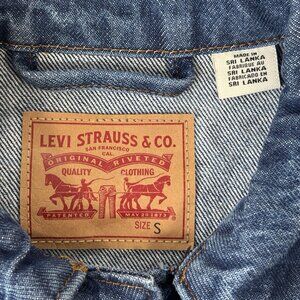 MADE IN
SRI LANKA
FABRIQUÉ AU
SRI LANKA
FABRICADO EN
SRI LANKA
LEVI STRAUSS & CO.
SAN FRANCISCO
CAL
ORIGINAL RIVETED
QUALITY CLOTHING
PATENTED MAY 20 1873
SIZE S